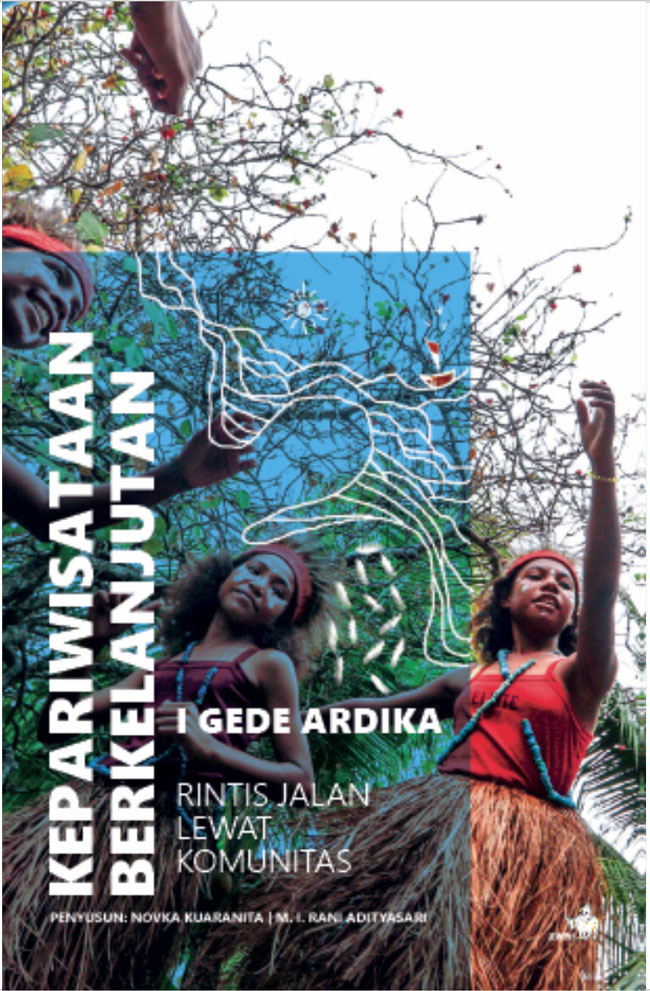 KEPARIWISATAAN
BERKELANJUTAN
I GEDE ARDIKA
RINTIS JALAN
LEWAT
KOMUNITAS
PENYUSUN: NOVKA KUARANITA | M. I. RANI ADITYASARI